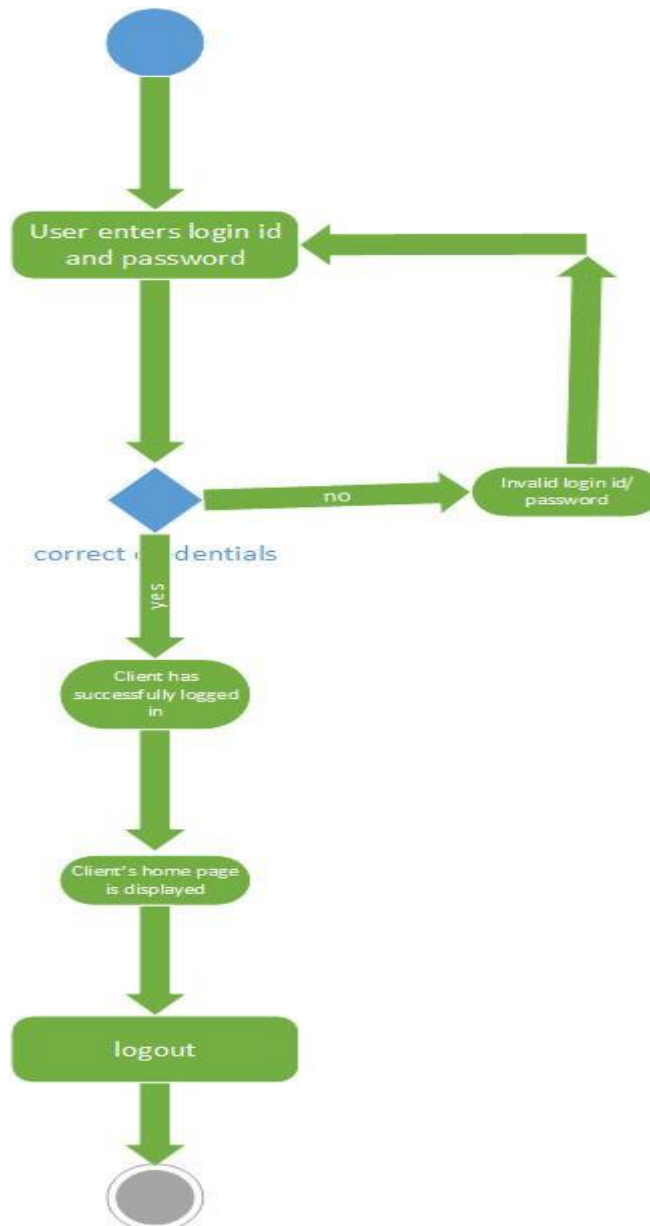 User enters login id
and password
no
Invalid login id/
password
correct credentials
yes
Client has
successfully logged
in
Client's home page
is displayed
logout